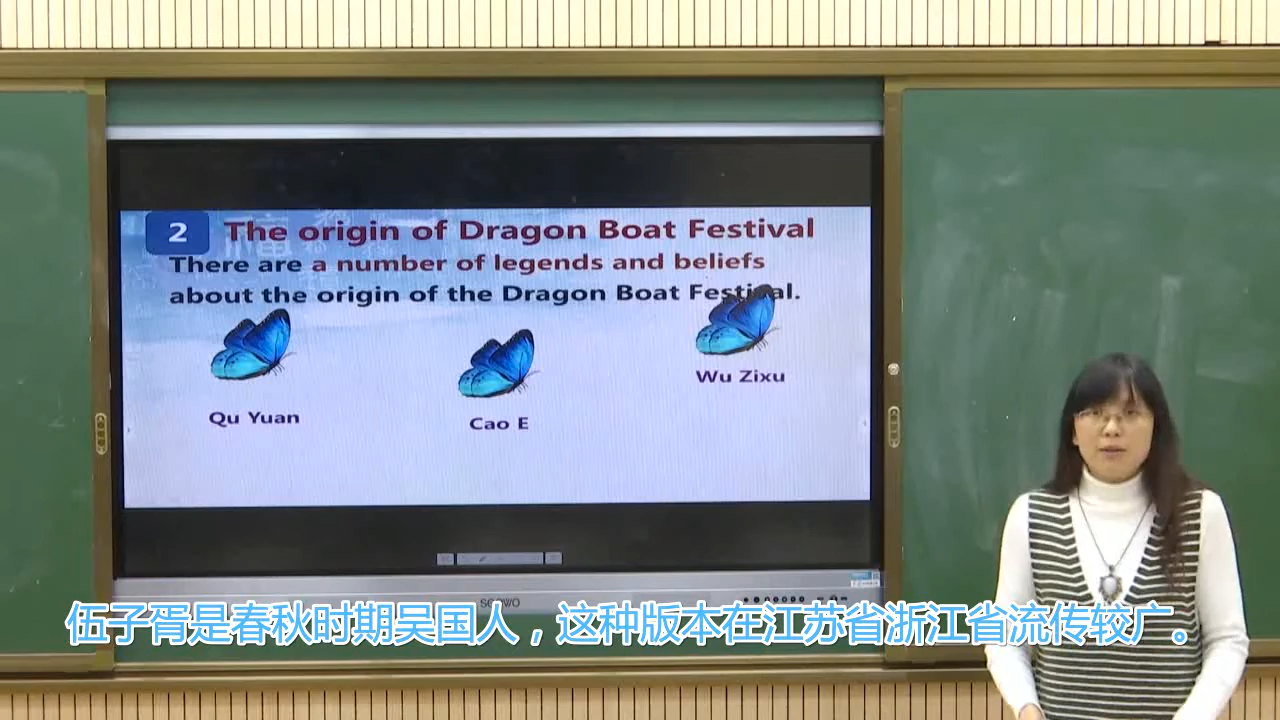 2
The origin of Dragon Boat Festival
There are a number of legends and beliefs
about the origin of the Dragon Boat Festival.
Wu Zixu
Qu Yuan
Cao E
伍子胥是春秋时期吴国人，这种版本在江苏省浙江省流传较广。